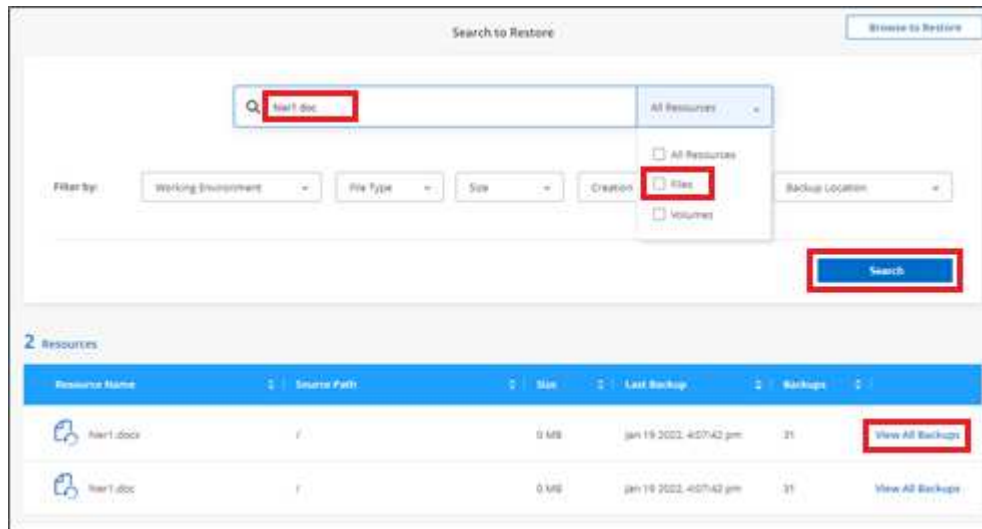 Search to Restore
Browse to Restore
All Resources
All Resources
Filter by:
Working Environment
File Type
Size
Creation
Files
Backup Location
Volumes
Search
2 Resources
Resource Name
Source Path
Size
Last Backup
Backups
/
0 MB
Jan 19 2022, 4:07:42 pm
31
View All Backups
/
0 MB
Jan 19 2022, 4:07:42 pm
31
View All Backups